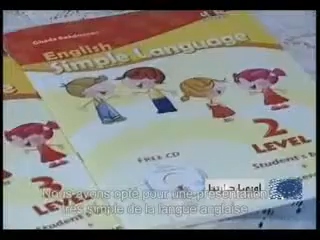 English
Simple Language
2
LEVEL
FREE CD
Student's
2
LEVEL
اوروبا جارتنا
Nous avons opté pour une présentation
très simple de la langue anglaise